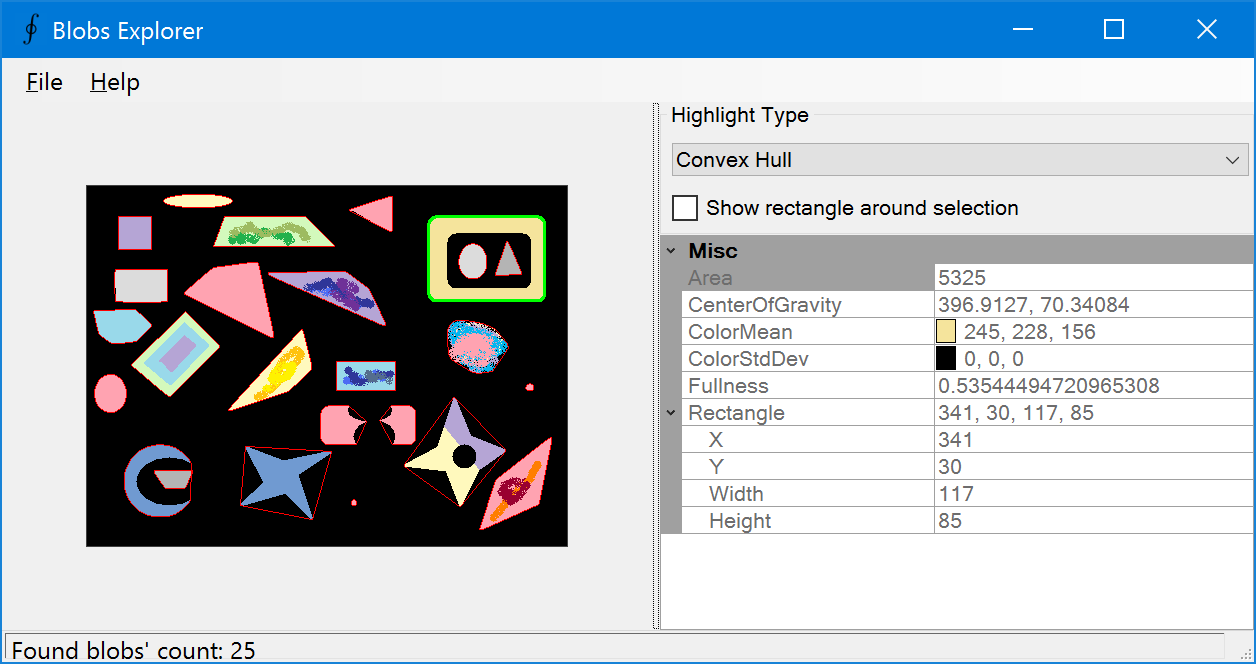 Blobs Explorer
File Help
Highlight Type
Convex Hull
Show rectangle around selection
Misc
Area 5325
CenterOfGravity 396.9127, 70.34084
ColorMean 245, 228, 156
ColorStdDev 0, 0, 0
Fullness 0.53544494720965308
Rectangle 341, 30, 117, 85
X 341
Y 30
Width 117
Height 85
Found blobs' count: 25